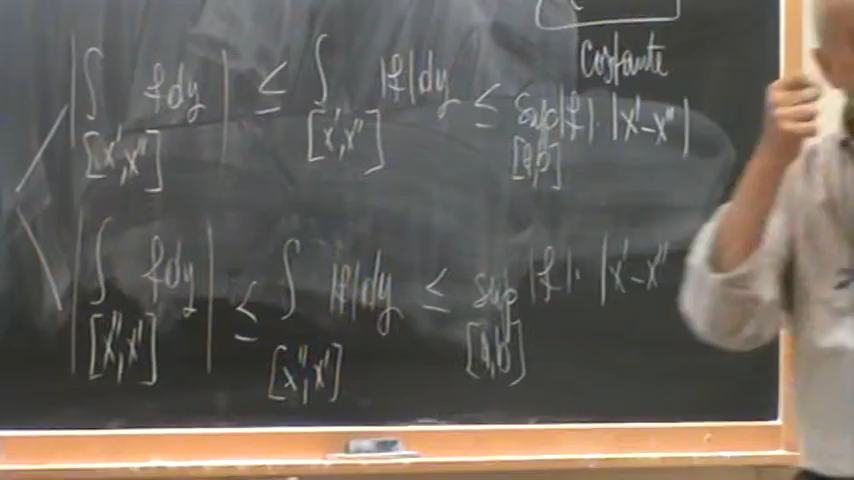 costante
|∫ f dy| ≤ ∫ |f| dy ≤ sup |f| · |x'-x''|
[x',x''] [x',x''] [a,b]
|∫ f dy| ≤ ∫ |f| dy ≤ sup |f| · |x'-x''|
[x'',x'] [x'',x'] [a,b]